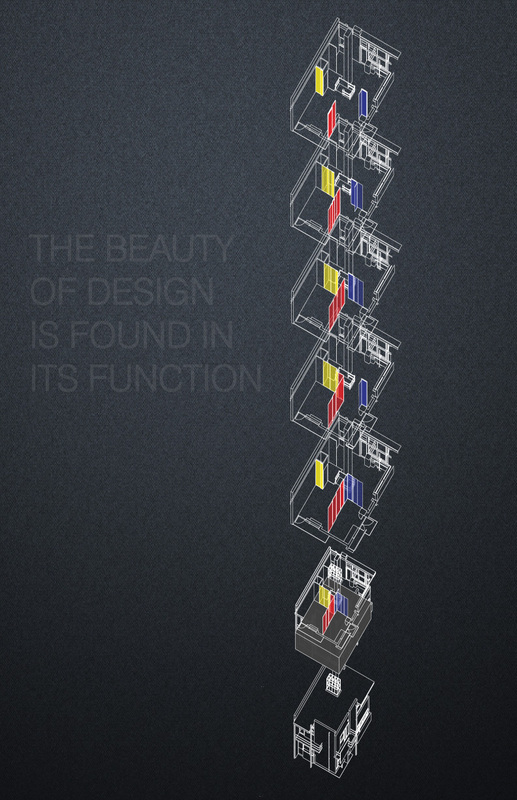 THE BEAUTY
OF DESIGN
IS FOUND IN
ITS FUNCTION